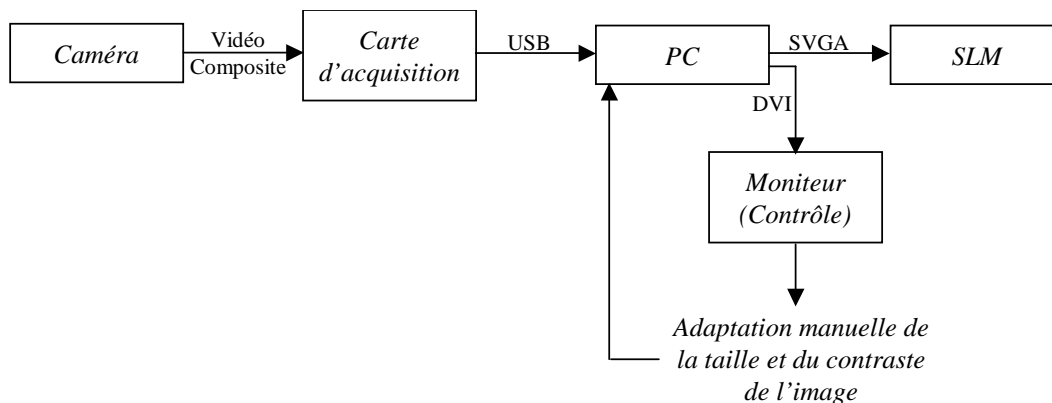 Caméra
Vidéo
Composite
Carte
d'acquisition
USB
PC
SVGA
SLM
DVI
Moniteur
(Contrôle)
Adaptation manuelle de
la taille et du contraste
de l'image